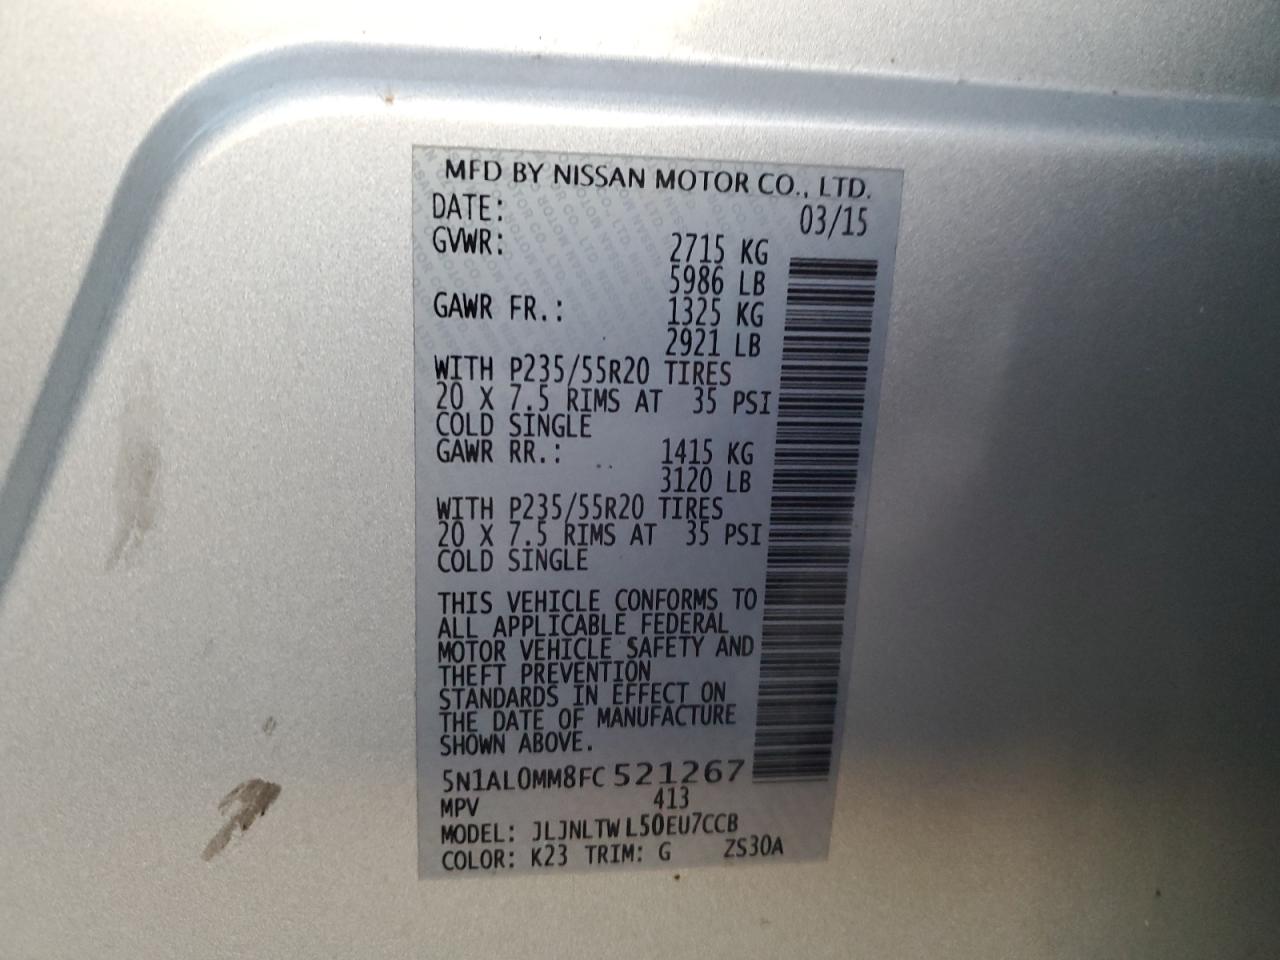 MFD BY NISSAN MOTOR CO., LTD.
DATE: 03/15
GVWR: 2715 KG
5986 LB
GAWR FR.: 1325 KG
2921 LB
WITH P235/55R20 TIRES
20 X 7.5 RIMS AT 35 PSI
COLD SINGLE
GAWR RR.: 1415 KG
3120 LB
WITH P235/55R20 TIRES
20 X 7.5 RIMS AT 35 PSI
COLD SINGLE
THIS VEHICLE CONFORMS TO
ALL APPLICABLE FEDERAL
MOTOR VEHICLE SAFETY AND
THEFT PREVENTION
STANDARDS IN EFFECT ON
THE DATE OF MANUFACTURE
SHOWN ABOVE.
5N1AL0MM8FC 521267
MPV 413
MODEL: JLJNLTW L50EU7CCB
COLOR: K23 TRIM: G ZS30A